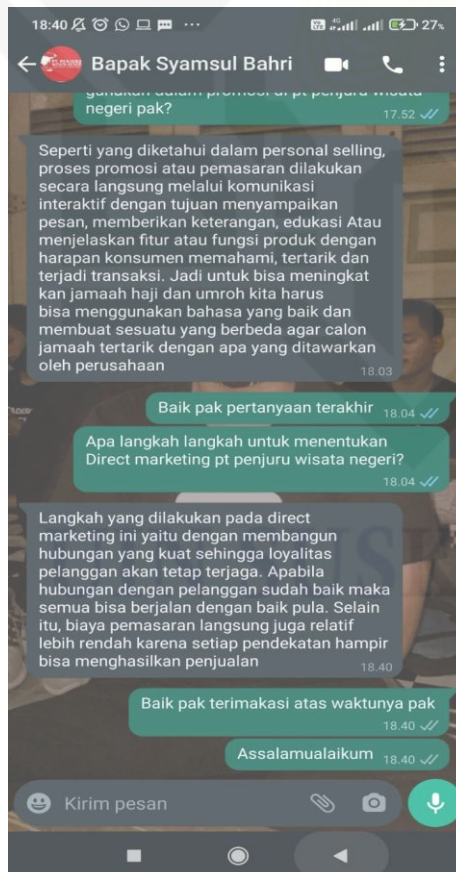 18:40
27%
Bapak Syamsul Bahri
negeri pak?
17.52
Seperti yang diketahui dalam personal selling,
proses promosi atau pemasaran dilakukan
secara langsung melalui komunikasi
interaktif dengan tujuan menyampaikan
pesan, memberikan keterangan, edukasi Atau
menjelaskan fitur atau fungsi produk dengan
harapan konsumen memahami, tertarik dan
terjadi transaksi. Jadi untuk bisa meningkat
kan jamaah haji dan umroh kita harus
bisa menggunakan bahasa yang baik dan
membuat sesuatu yang berbeda agar calon
jamaah tertarik dengan apa yang ditawarkan
oleh perusahaan
18.03
Baik pak pertanyaan terakhir 18.04
Apa langkah langkah untuk menentukan
Direct marketing pt penjuru wisata negeri?
18.04
Langkah yang dilakukan pada direct
marketing ini yaitu dengan membangun
hubungan yang kuat sehingga loyalitas
pelanggan akan tetap terjaga. Apabila
hubungan dengan pelanggan sudah baik maka
semua bisa berjalan dengan baik pula. Selain
itu, biaya pemasaran langsung juga relatif
lebih rendah karena setiap pendekatan hampir
bisa menghasilkan penjualan
18.40
Baik pak terimakasi atas waktunya pak
18.40
Assalamualaikum 18.40
Kirim pesan